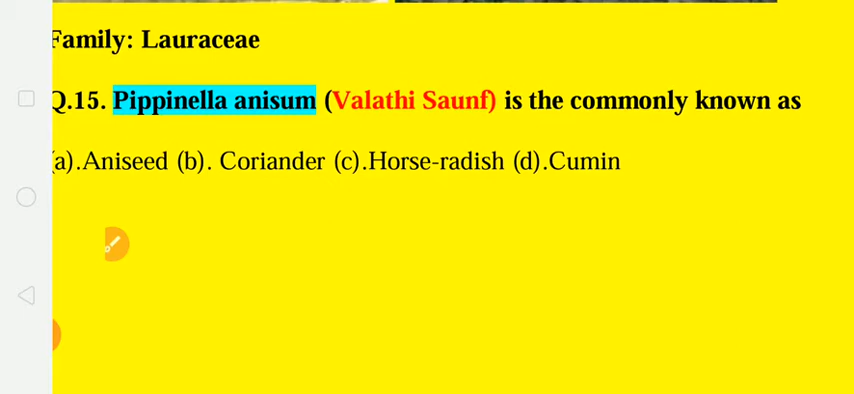 Family: Lauraceae
Q.15. Pippinella anisum (Valathi Saunf) is the commonly known as
(a).Aniseed (b). Coriander (c).Horse-radish (d).Cumin